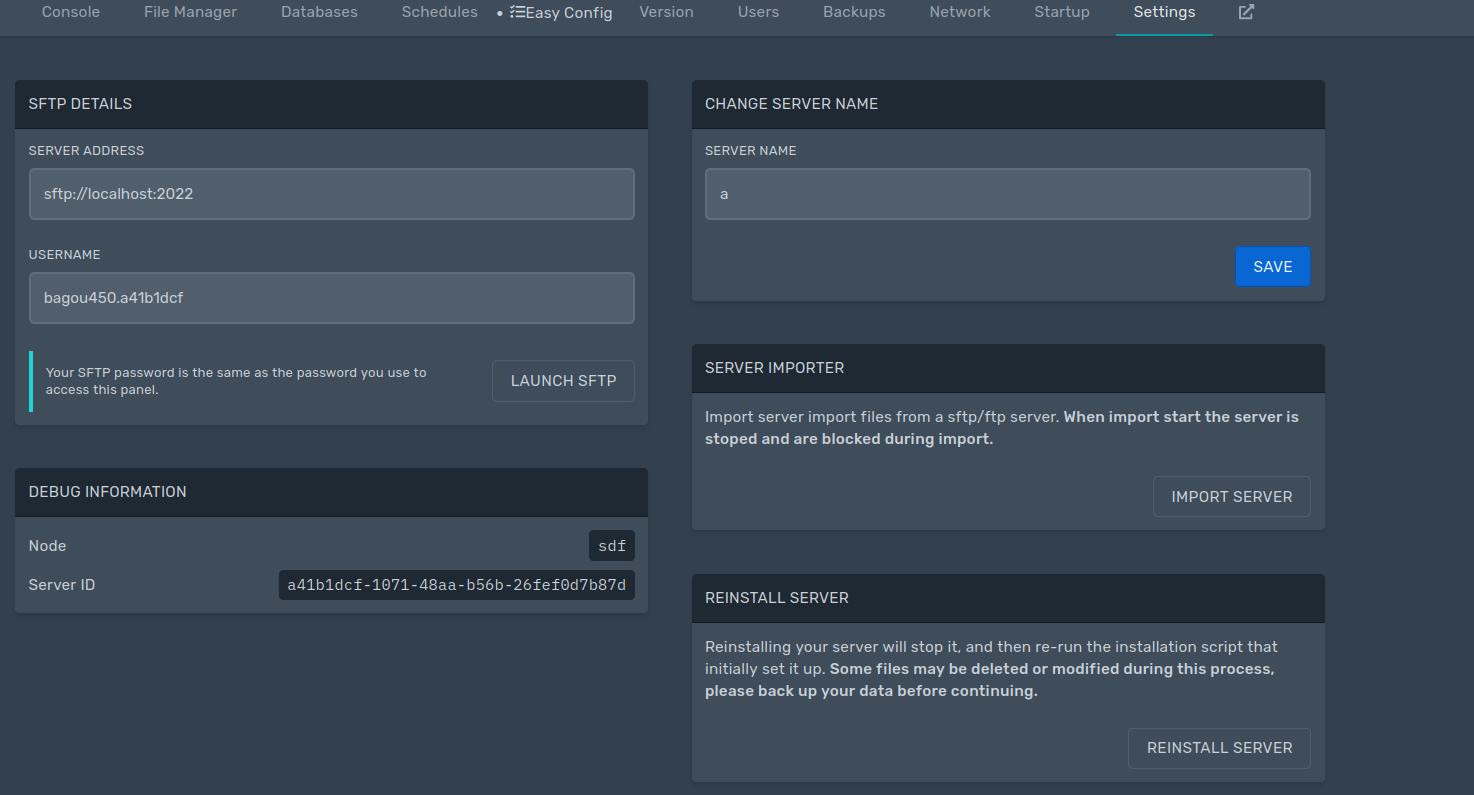 Console File Manager Databases Schedules • Easy Config Version Users Backups Network Startup Settings
SFTP DETAILS
SERVER ADDRESS
sftp://localhost:2022
USERNAME
bagou450.a41b1dcf
Your SFTP password is the same as the password you use to
access this panel.
LAUNCH SFTP
DEBUG INFORMATION
Node sdf
Server ID a41b1dcf-1071-48aa-b56b-26fef0d7b87d
CHANGE SERVER NAME
SERVER NAME
a
SAVE
SERVER IMPORTER
Import server import files from a sftp/ftp server. When import start the server is
stoped and are blocked during import.
IMPORT SERVER
REINSTALL SERVER
Reinstalling your server will stop it, and then re-run the installation script that
initially set it up. Some files may be deleted or modified during this process,
please back up your data before continuing.
REINSTALL SERVER